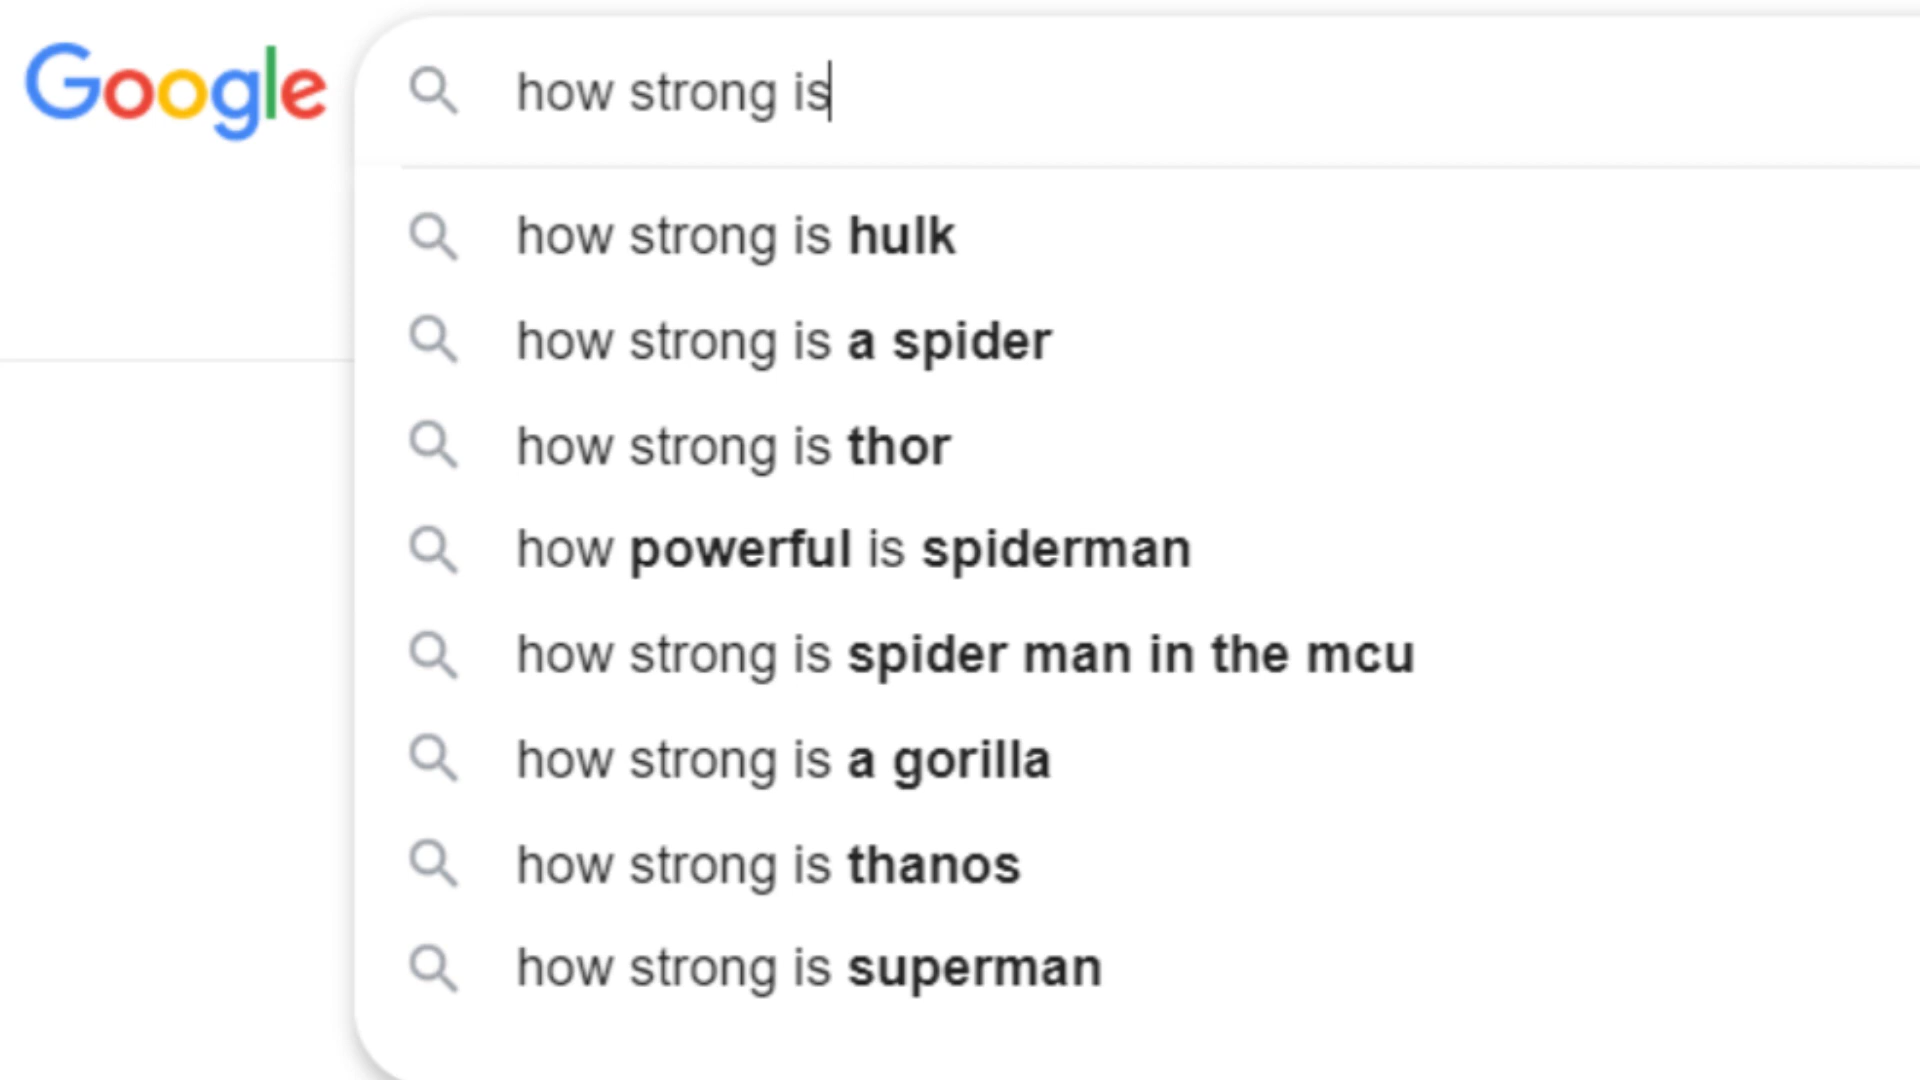 Google
how strong is
how strong is hulk
how strong is a spider
how strong is thor
how powerful is spiderman
how strong is spider man in the mcu
how strong is a gorilla
how strong is thanos
how strong is superman